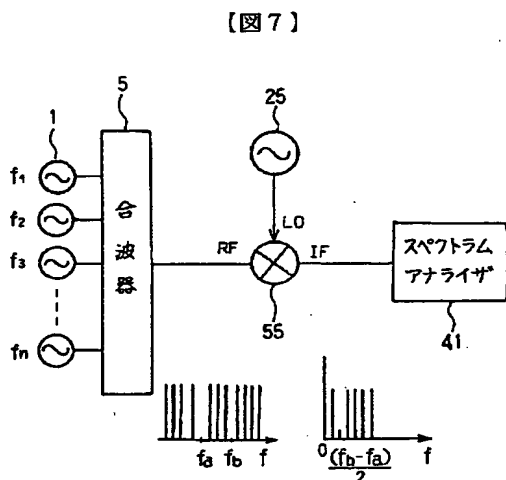 【図7】
1
5
25
f₁
f₂
f₃
fn
合波器
LO
RF
IF
55
スペクトラム
アナライザ
41
fa fb f
0 (fb-fa)/2 f